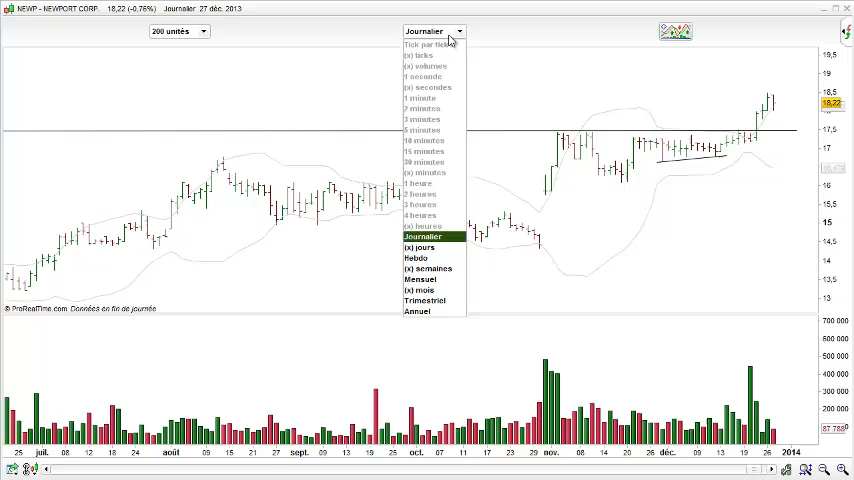 NEWP - NEWPORT CORP. 18,22 (-0,76%) Journalier 27 déc. 2013
200 unités
Journalier
Tick par tick
(x) ticks
(x) volumes
1 seconde
(x) secondes
1 minute
2 minutes
3 minutes
5 minutes
10 minutes
15 minutes
30 minutes
(x) minutes
1 heure
2 heures
3 heures
4 heures
(x) heures
Journalier
(x) jours
Hebdo
(x) semaines
Mensuel
(x) mois
Trimestriel
Annuel
19,5
19
18,5
18,22
17,5
17
16
15,5
15
14,5
14
13,5
13
© ProRealTime.com Données en fin de journée
700 000
600 000
500 000
400 000
300 000
200 000
87 788
25 juil. 08 12 18 24 août 09 15 21 27 sept. 09 13 19 25 oct. 07 11 17 23 29 nov. 08 14 20 26 déc. 09 13 19 26 2014